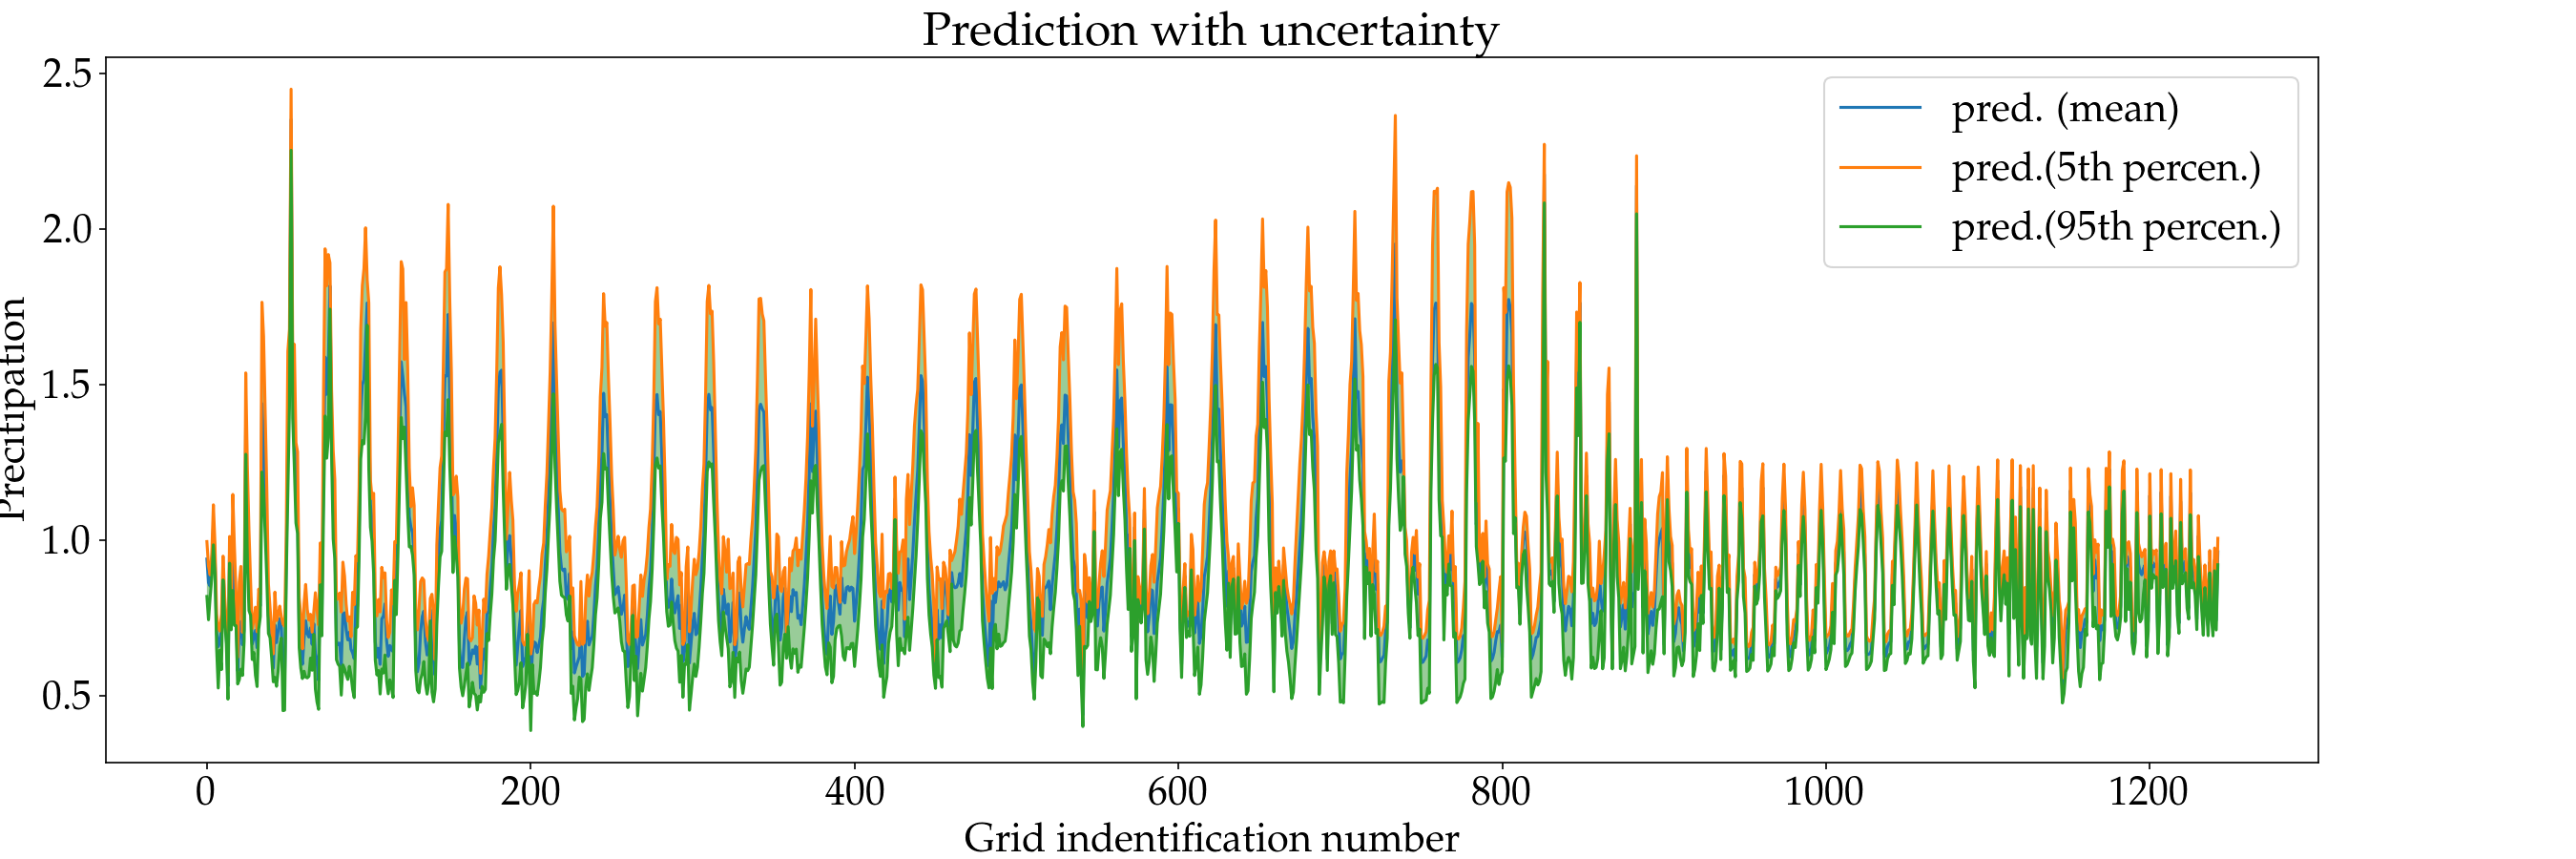 Prediction with uncertainty
2.5
2.0
1.5
1.0
0.5
Precitipation
pred. (mean)
pred.(5th percen.)
pred.(95th percen.)
0 200 400 600 800 1000 1200
Grid indentification number